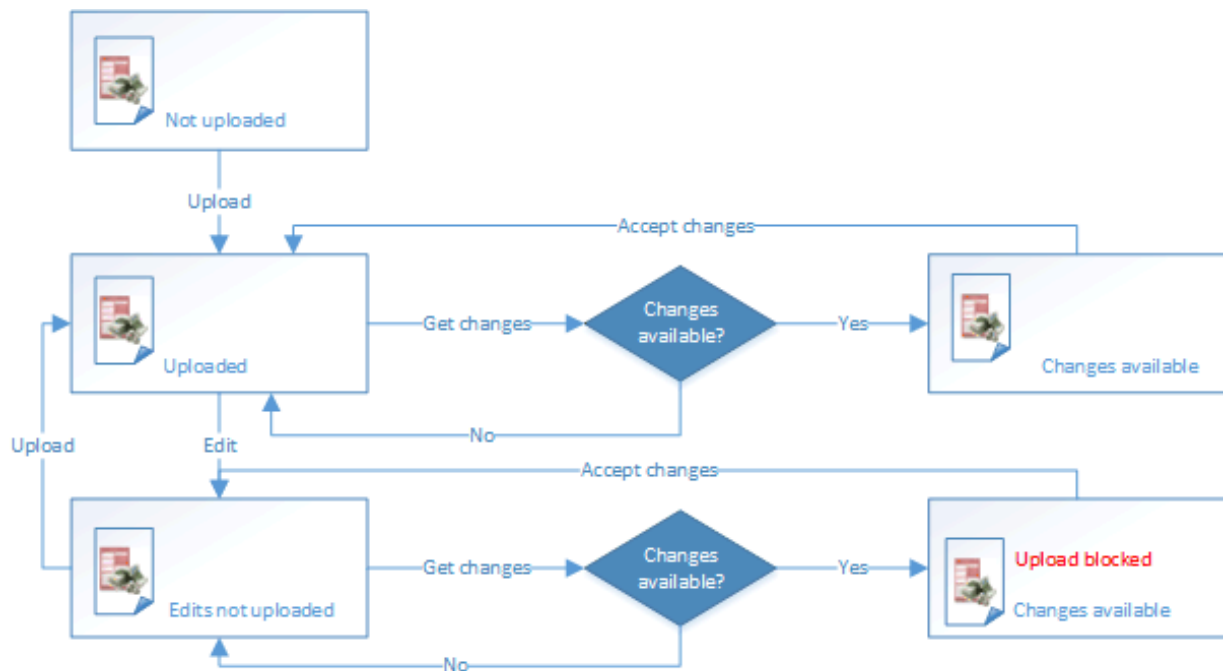 Not uploaded
Upload
Accept changes
Uploaded
Get changes
Changes
available?
Yes
Changes available
No
Upload
Edit
Accept changes
Edits not uploaded
Get changes
Changes
available?
Yes
Upload blocked
Changes available
No